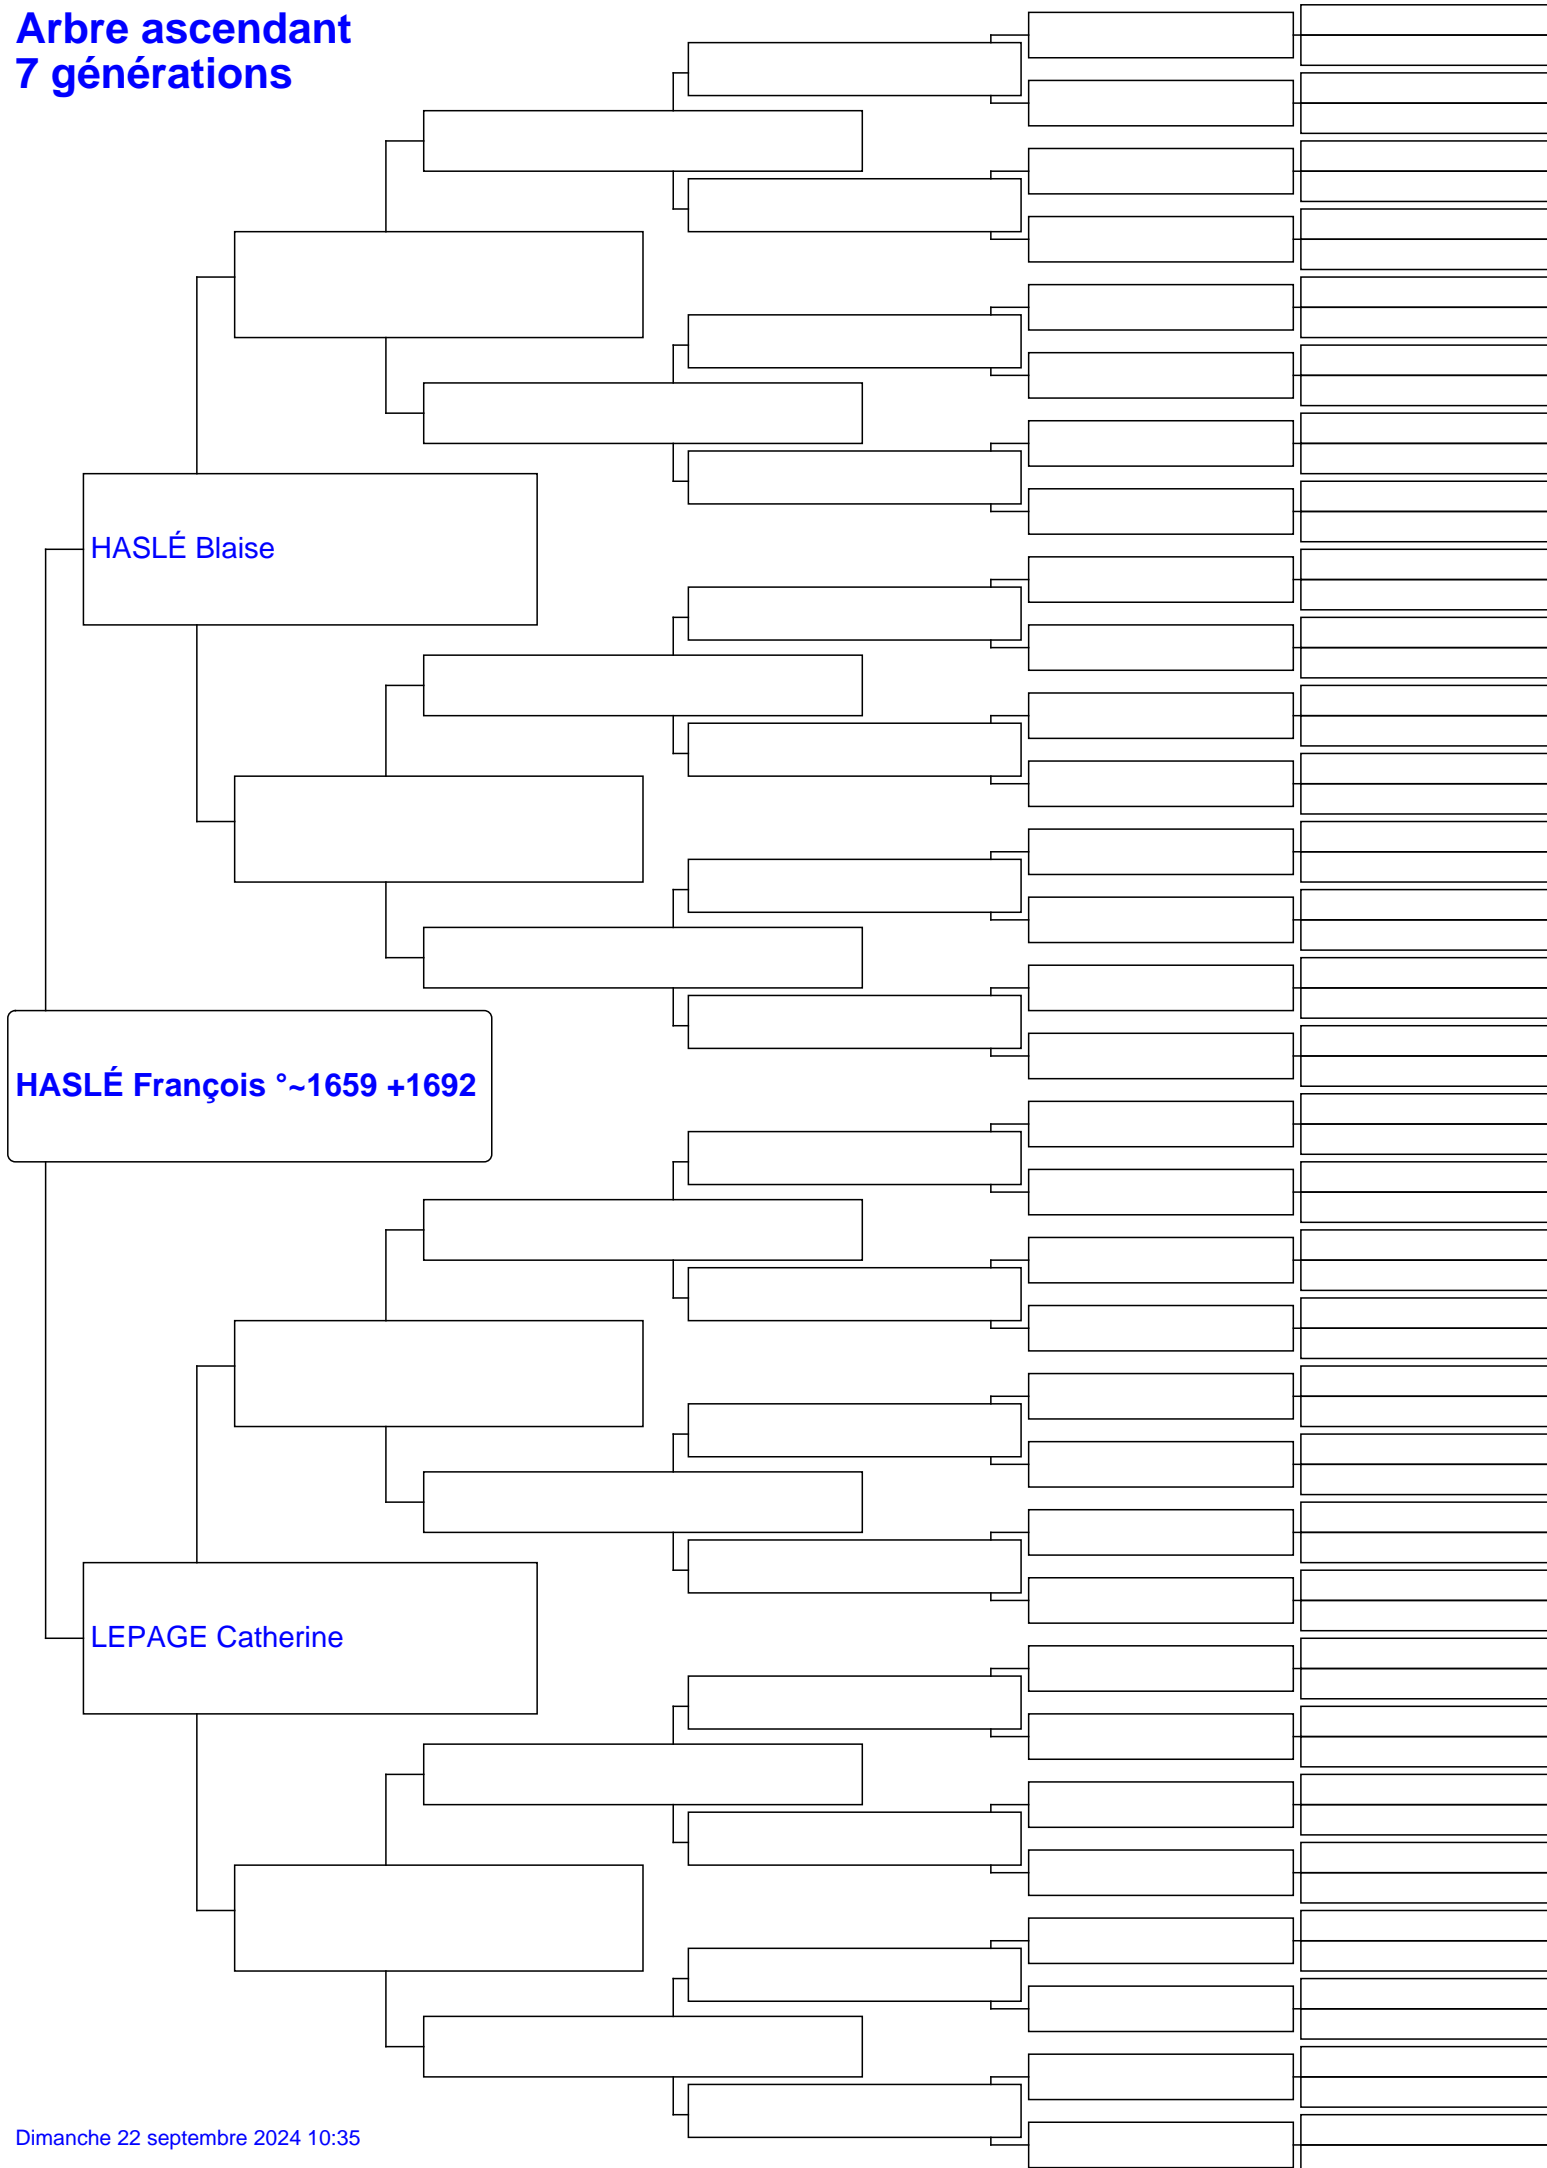 Arbre ascendant
7 générations
HASLÉ Blaise
HASLÉ François °~1659 +1692
LEPAGE Catherine
Dimanche 22 septembre 2024 10:35